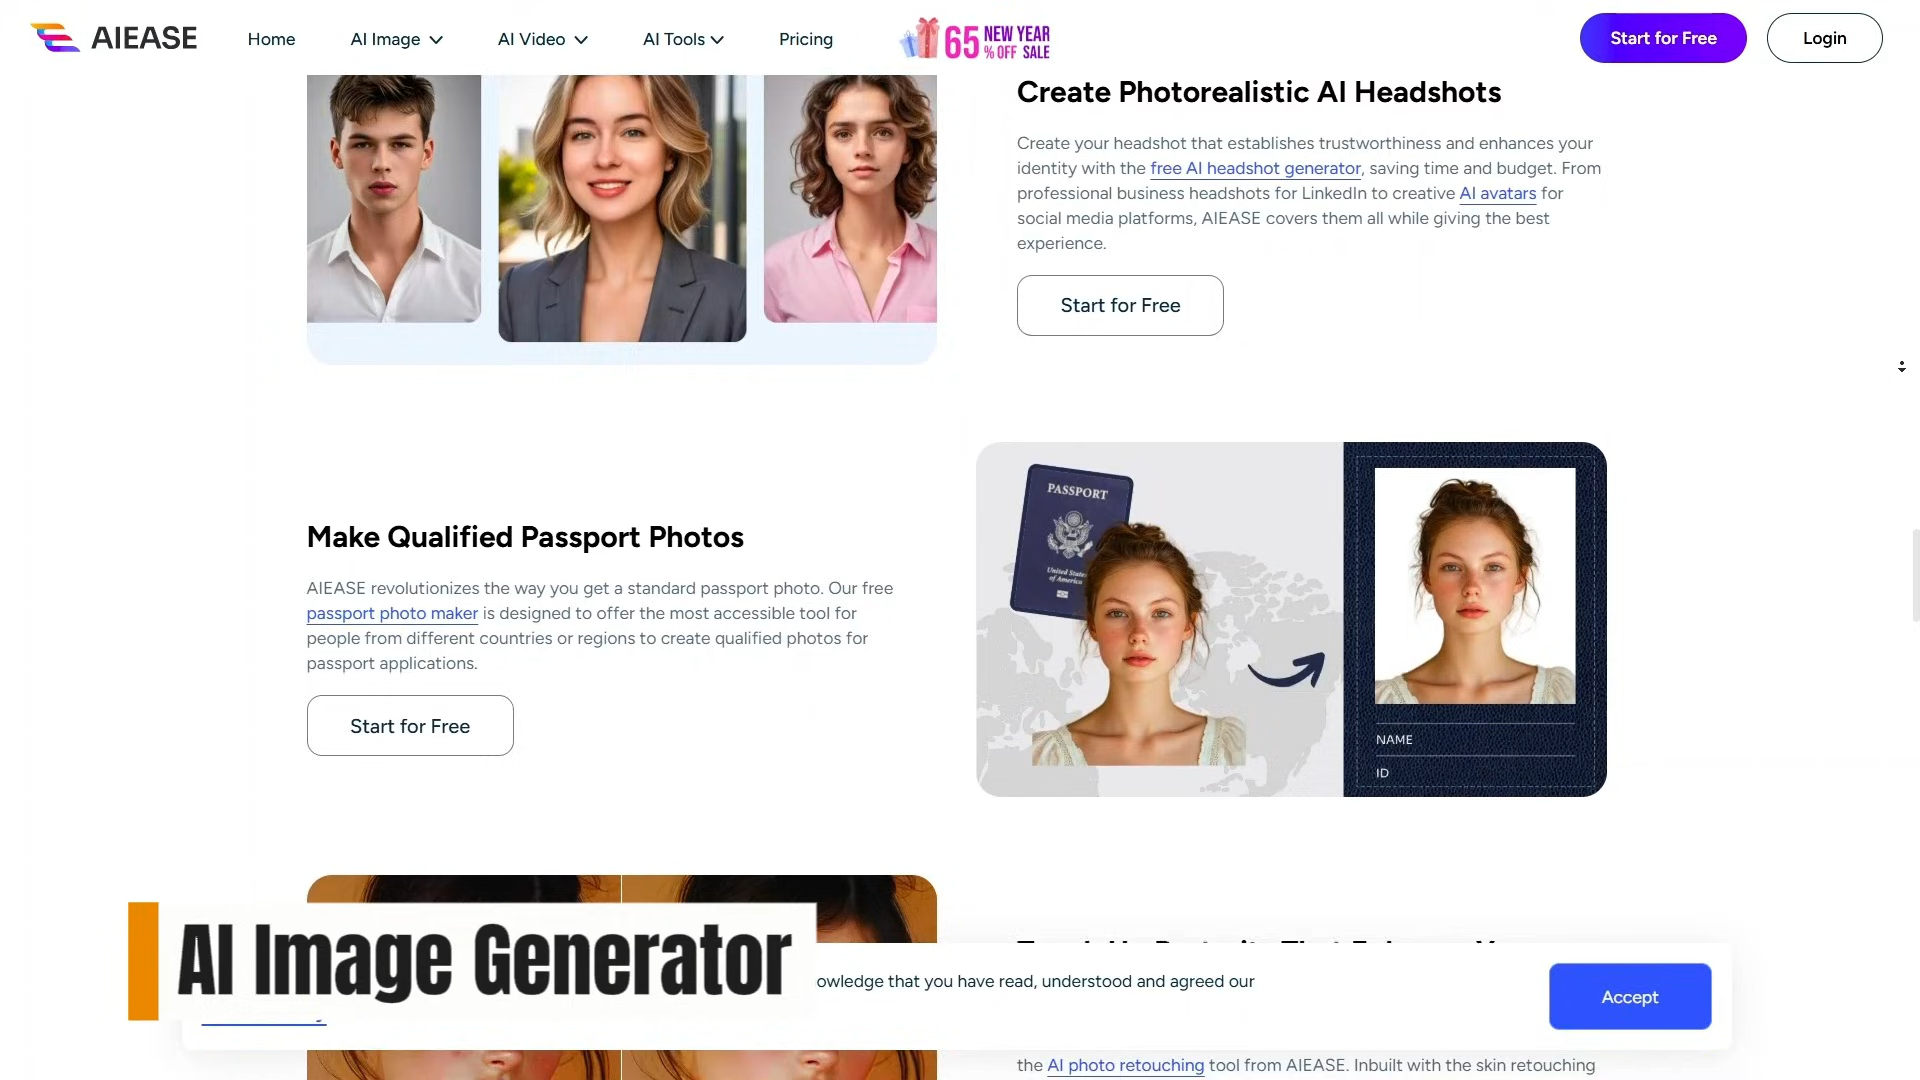 AIEASE
Home
AI Image
AI Video
AI Tools
Pricing
65 % OFF NEW YEAR SALE
Start for Free
Login
Create Photorealistic AI Headshots
Create your headshot that establishes trustworthiness and enhances your
identity with the free AI headshot generator, saving time and budget. From
professional business headshots for LinkedIn to creative AI avatars for
social media platforms, AIEASE covers them all while giving the best
experience.
Start for Free
Make Qualified Passport Photos
AIEASE revolutionizes the way you get a standard passport photo. Our free
passport photo maker is designed to offer the most accessible tool for
people from different countries or regions to create qualified photos for
passport applications.
Start for Free
PASSPORT
United States
of America
NAME
ID
AI Image Generator
owledge that you have read, understood and agreed our
Accept
the AI photo retouching tool from AIEASE. Inbuilt with the skin retouching